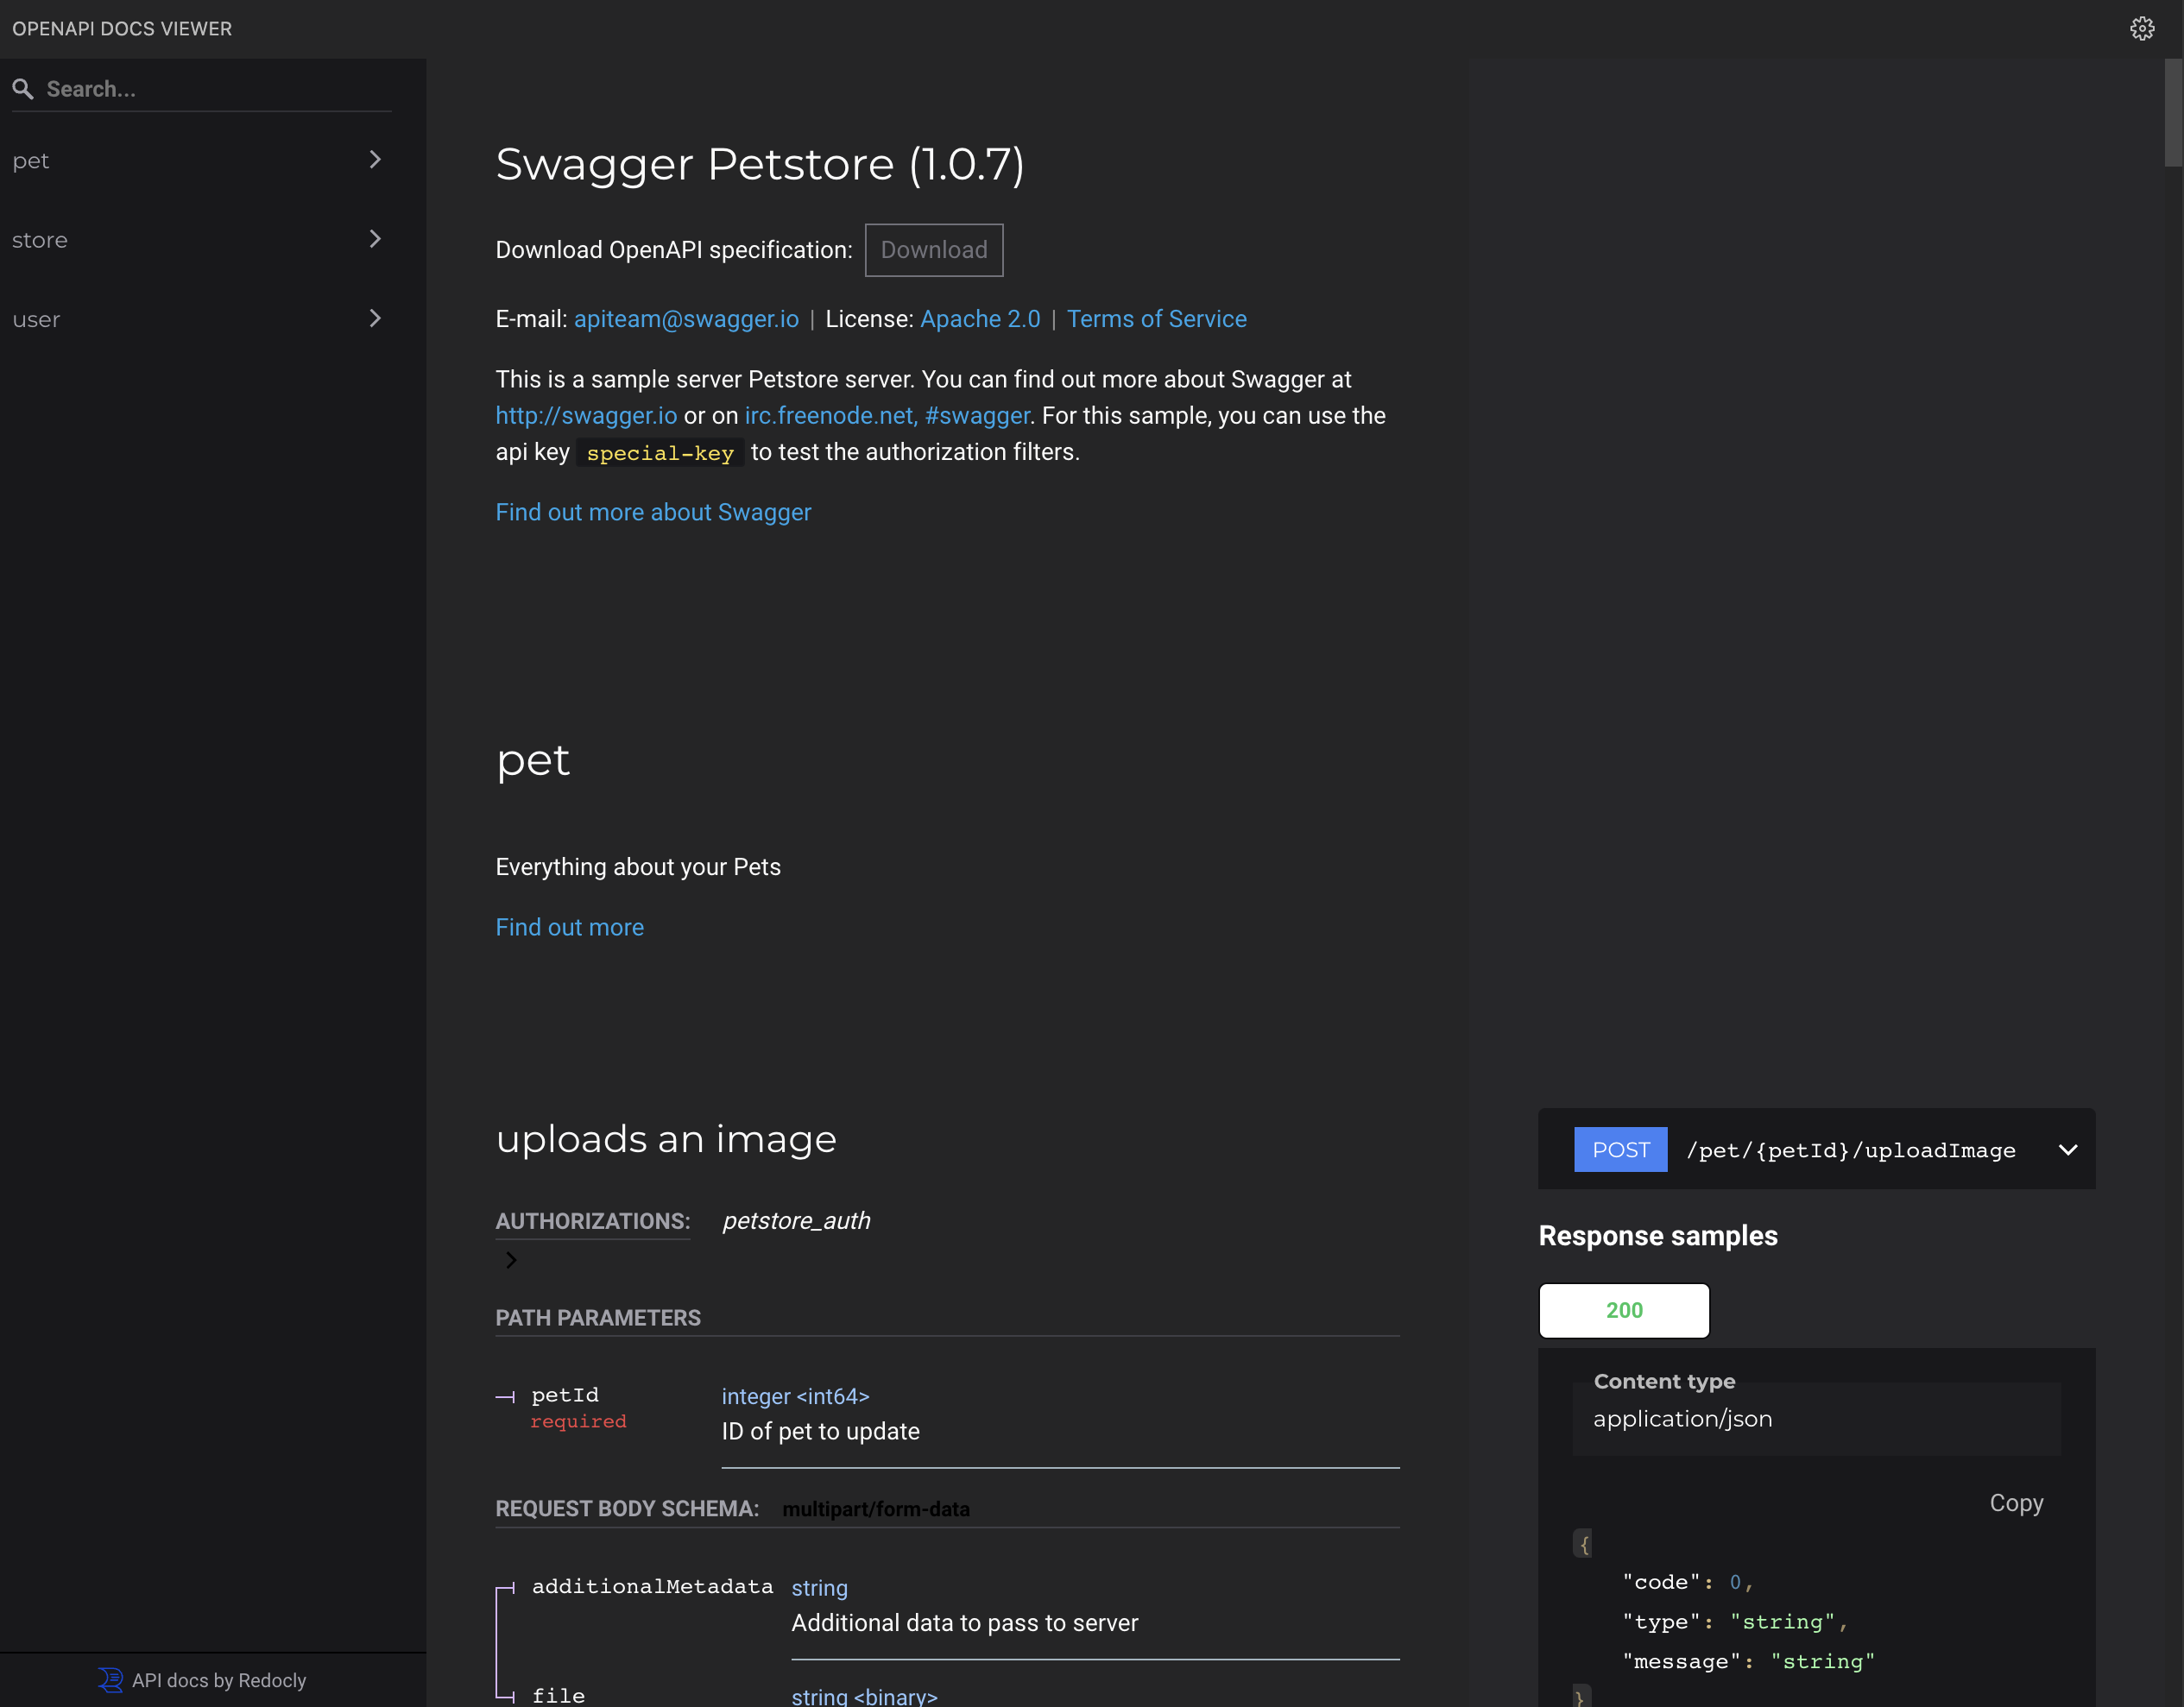 OPENAPI DOCS VIEWER
Search...
pet
store
user
API docs by Redocly
Swagger Petstore (1.0.7)
Download OpenAPI specification: Download
E-mail: apiteam@swagger.io | License: Apache 2.0 | Terms of Service
This is a sample server Petstore server. You can find out more about Swagger at
http://swagger.io or on irc.freenode.net, #swagger. For this sample, you can use the
api key special-key to test the authorization filters.
Find out more about Swagger
pet
Everything about your Pets
Find out more
uploads an image
AUTHORIZATIONS: petstore_auth
PATH PARAMETERS
petId integer <int64>
required
ID of pet to update
REQUEST BODY SCHEMA: multipart/form-data
additionalMetadata string
Additional data to pass to server
file string <binary>
POST /pet/{petId}/uploadImage
Response samples
200
Content type
application/json
Copy
{
"code": 0,
"type": "string",
"message": "string"
}